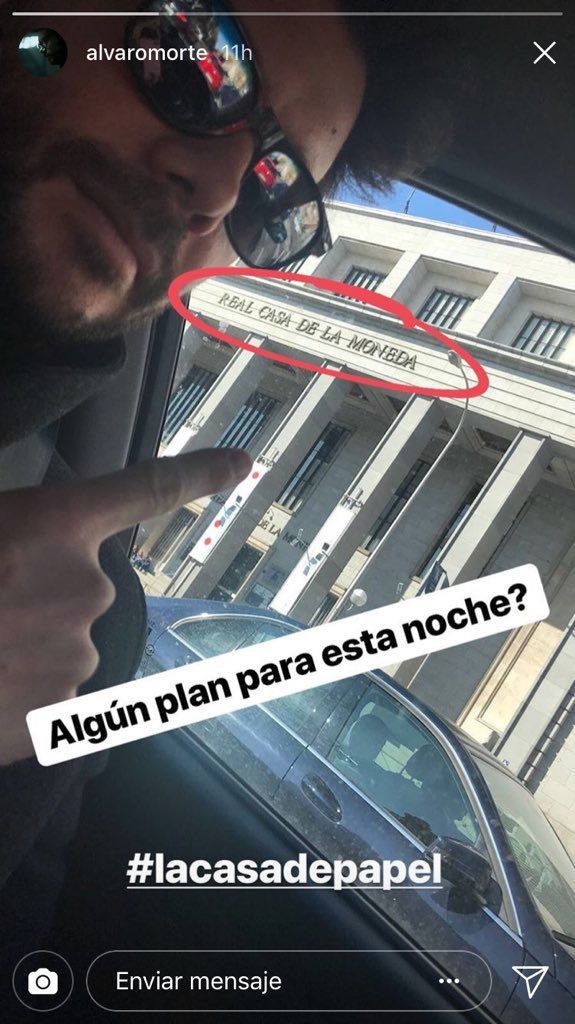 alvaromorte 11h
REAL CASA DE LA MONEDA
Algún plan para esta noche?
#lacasadepapel
Enviar mensaje